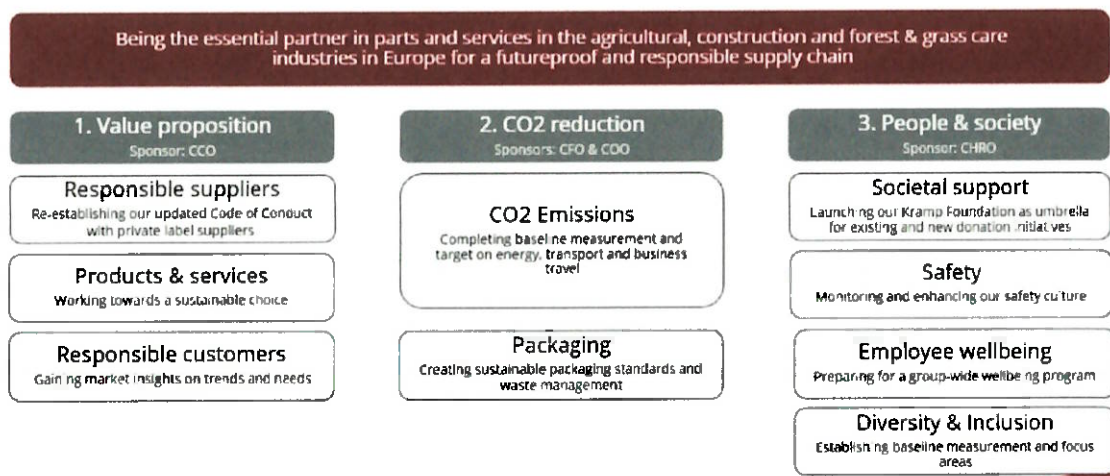 Being the essential partner in parts and services in the agricultural, construction and forest & grass care
industries in Europe for a futureproof and responsible supply chain
1. Value proposition
Sponsor: CCO
Responsible suppliers
Re-establishing our updated Code of Conduct
with private label suppliers
Products & services
Working towards a sustainable choice
Responsible customers
Gaining market insights on trends and needs
2. CO2 reduction
Sponsors: CFO & COO
CO2 Emissions
Completing baseline measurement and
target on energy, transport and business
travel
Packaging
Creating sustainable packaging standards and
waste management
3. People & society
Sponsor: CHRO
Societal support
Launching our Kramp Foundation as umbrella
for existing and new donation initiatives
Safety
Monitoring and enhancing our safety culture
Employee wellbeing
Preparing for a group-wide wellbeing program
Diversity & Inclusion
Establishing baseline measurement and focus
areas